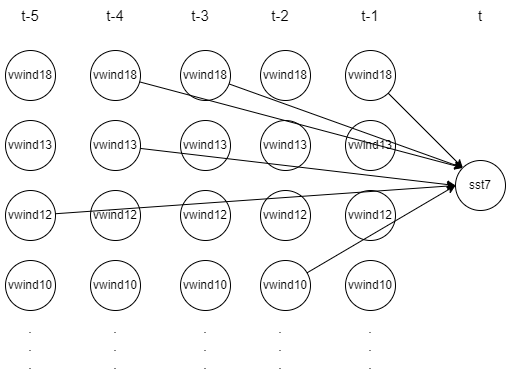 t-5 t-4 t-3 t-2 t-1 t
vwind18 vwind18 vwind18 vwind18 vwind18
vwind13 vwind13 vwind13 vwind13 vwind13
sst7
vwind12 vwind12 vwind12 vwind12 vwind12
vwind10 vwind10 vwind10 vwind10 vwind10
. . . . .
. . . . .
. . . . .